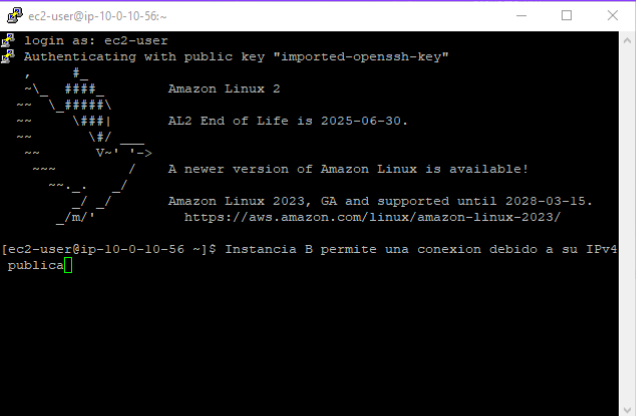 ec2-user@ip-10-0-10-56:~
login as: ec2-user
Authenticating with public key "imported-openssh-key"
   ,     #_
   ~\_  ####_        Amazon Linux 2
  ~~  \_#####\
  ~~     \###|       AL2 End of Life is 2025-06-30.
  ~~       \#/ ___
   ~~       V~' '->
    ~~~         /    A newer version of Amazon Linux is available!
      ~~._.   _/
         _/ _/       Amazon Linux 2023, GA and supported until 2028-03-15.
       _/m/'           https://aws.amazon.com/linux/amazon-linux-2023/
[ec2-user@ip-10-0-10-56 ~]$ Instancia B permite una conexion debido a su IPv4
publica